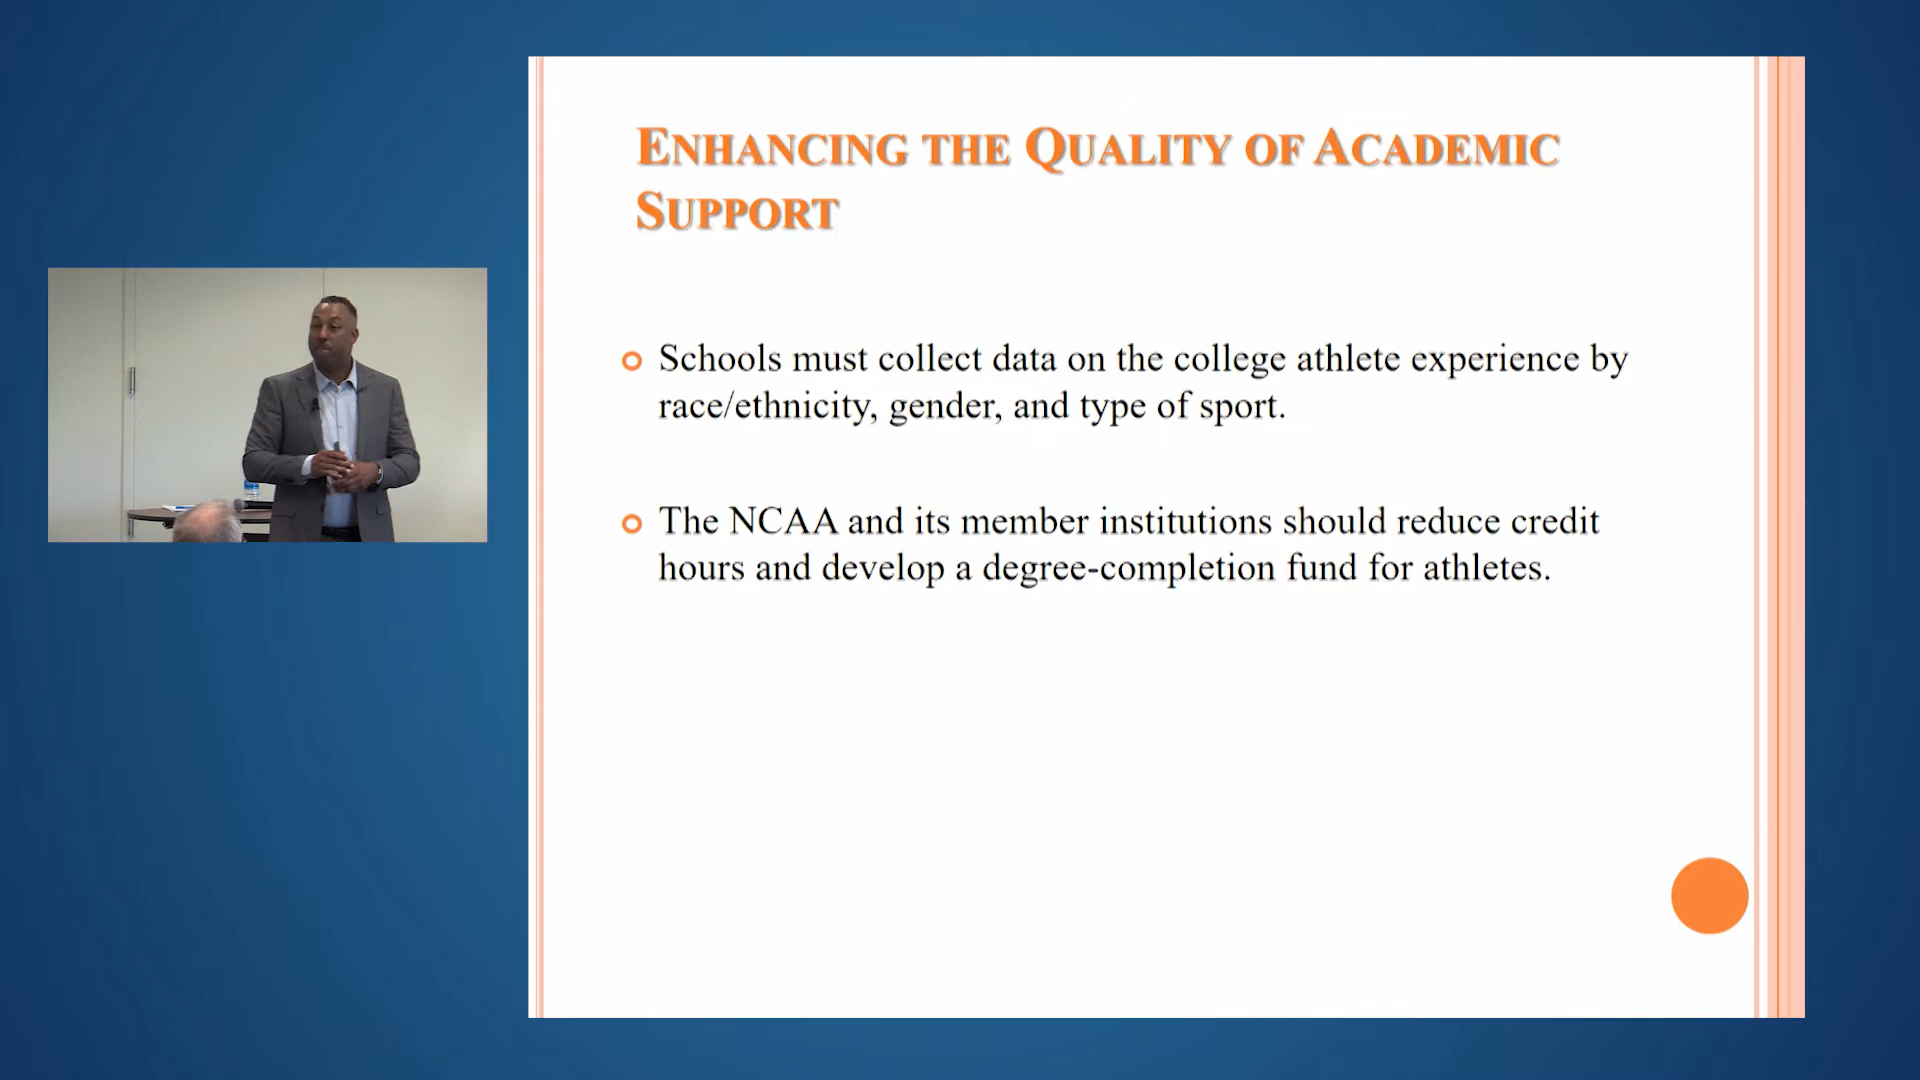 ENHANCING THE QUALITY OF ACADEMIC
SUPPORT
Schools must collect data on the college athlete experience by
race/ethnicity, gender, and type of sport.
The NCAA and its member institutions should reduce credit
hours and develop a degree-completion fund for athletes.